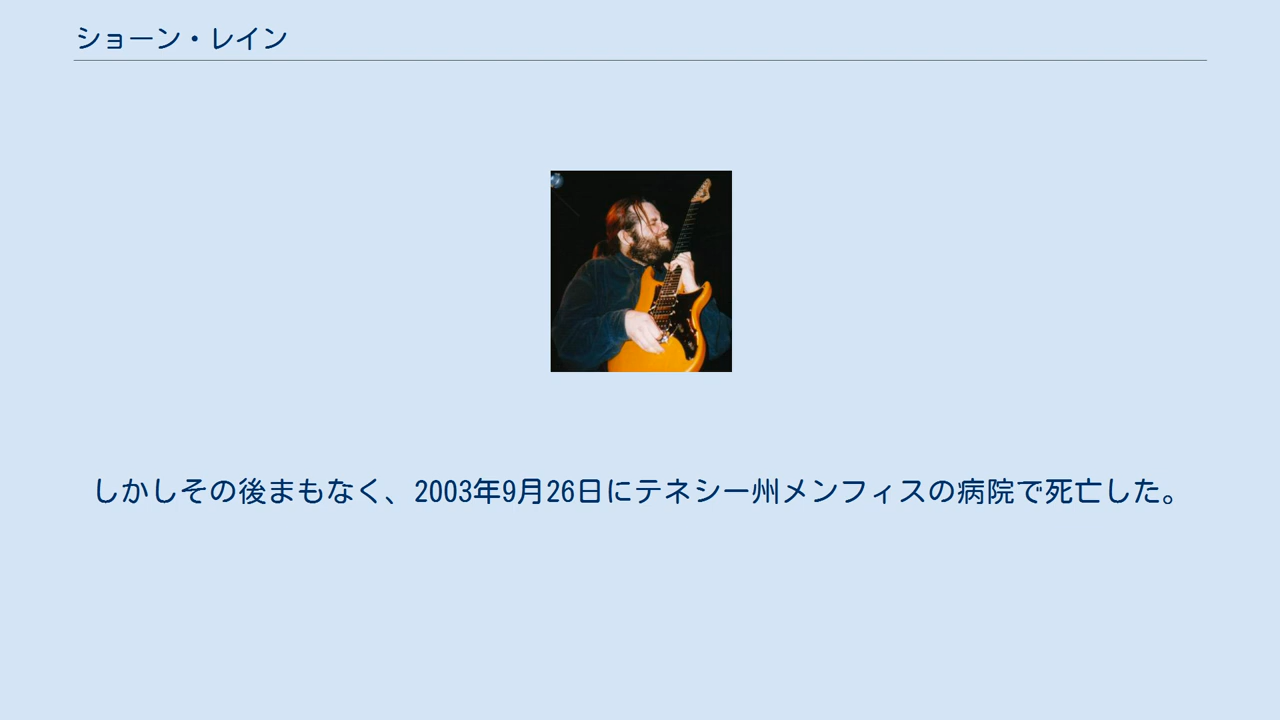 ショーン・レイン
しかしその後まもなく、2003年9月26日にテネシー州メンフィスの病院で死亡した。